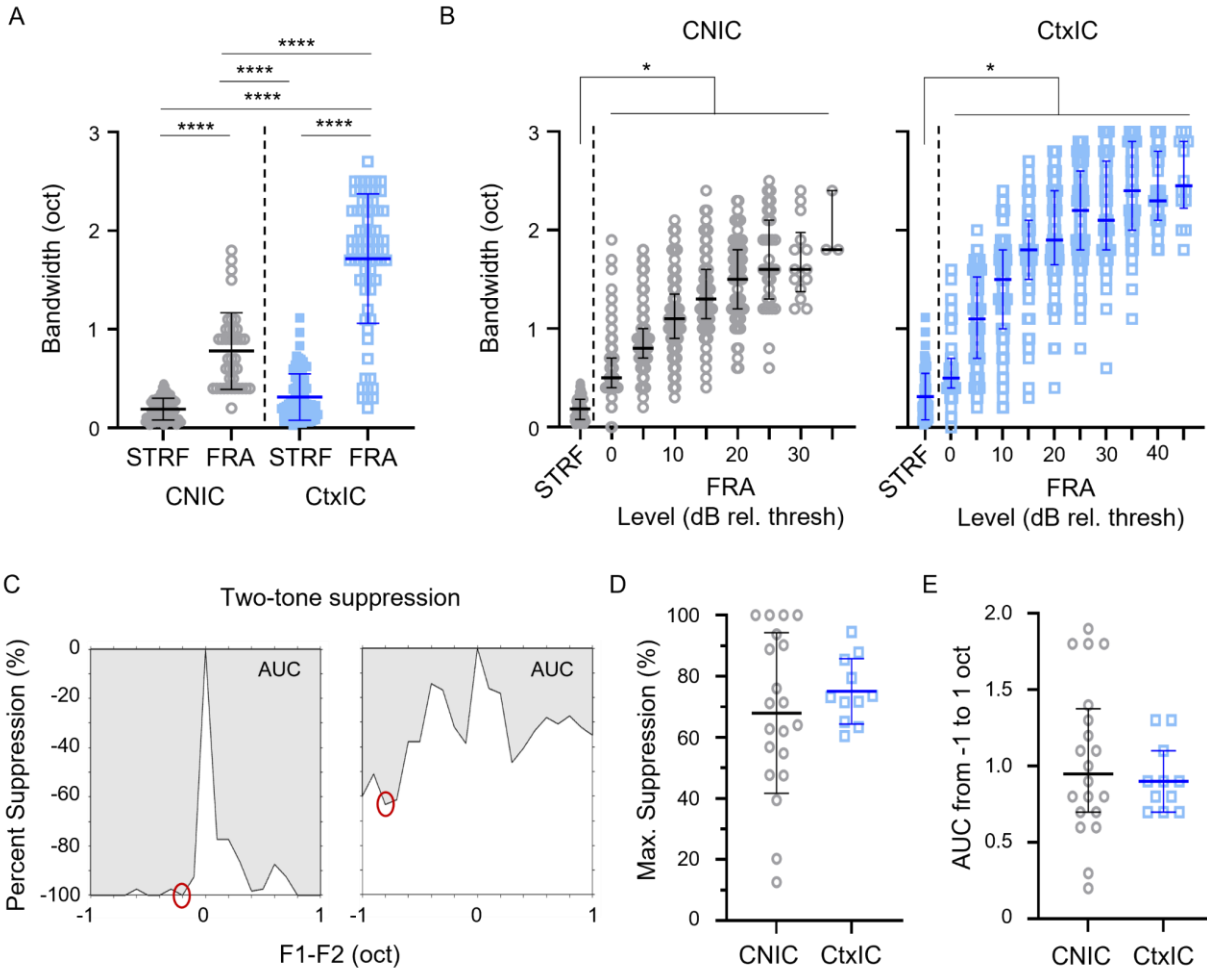 A
****
****
****
**** ****
3
2
1
0
Bandwidth (oct)
STRF FRA STRF FRA
CNIC CtxIC
B
CNIC CtxIC
* *
3
2
1
0
Bandwidth (oct)
STRF 0 10 20 30
FRA
Level (dB rel. thresh)
STRF 0 10 20 30 40
FRA
Level (dB rel. thresh)
C
Two-tone suppression
0
-20
-40
-60
-80
-100
Percent Suppression (%)
AUC AUC
-1 0 1 -1 0 1
F1-F2 (oct)
D
100
80
60
40
20
0
Max. Suppression (%)
CNIC CtxIC
E
2.0
1.5
1.0
0.5
0
AUC from -1 to 1 oct
CNIC CtxIC